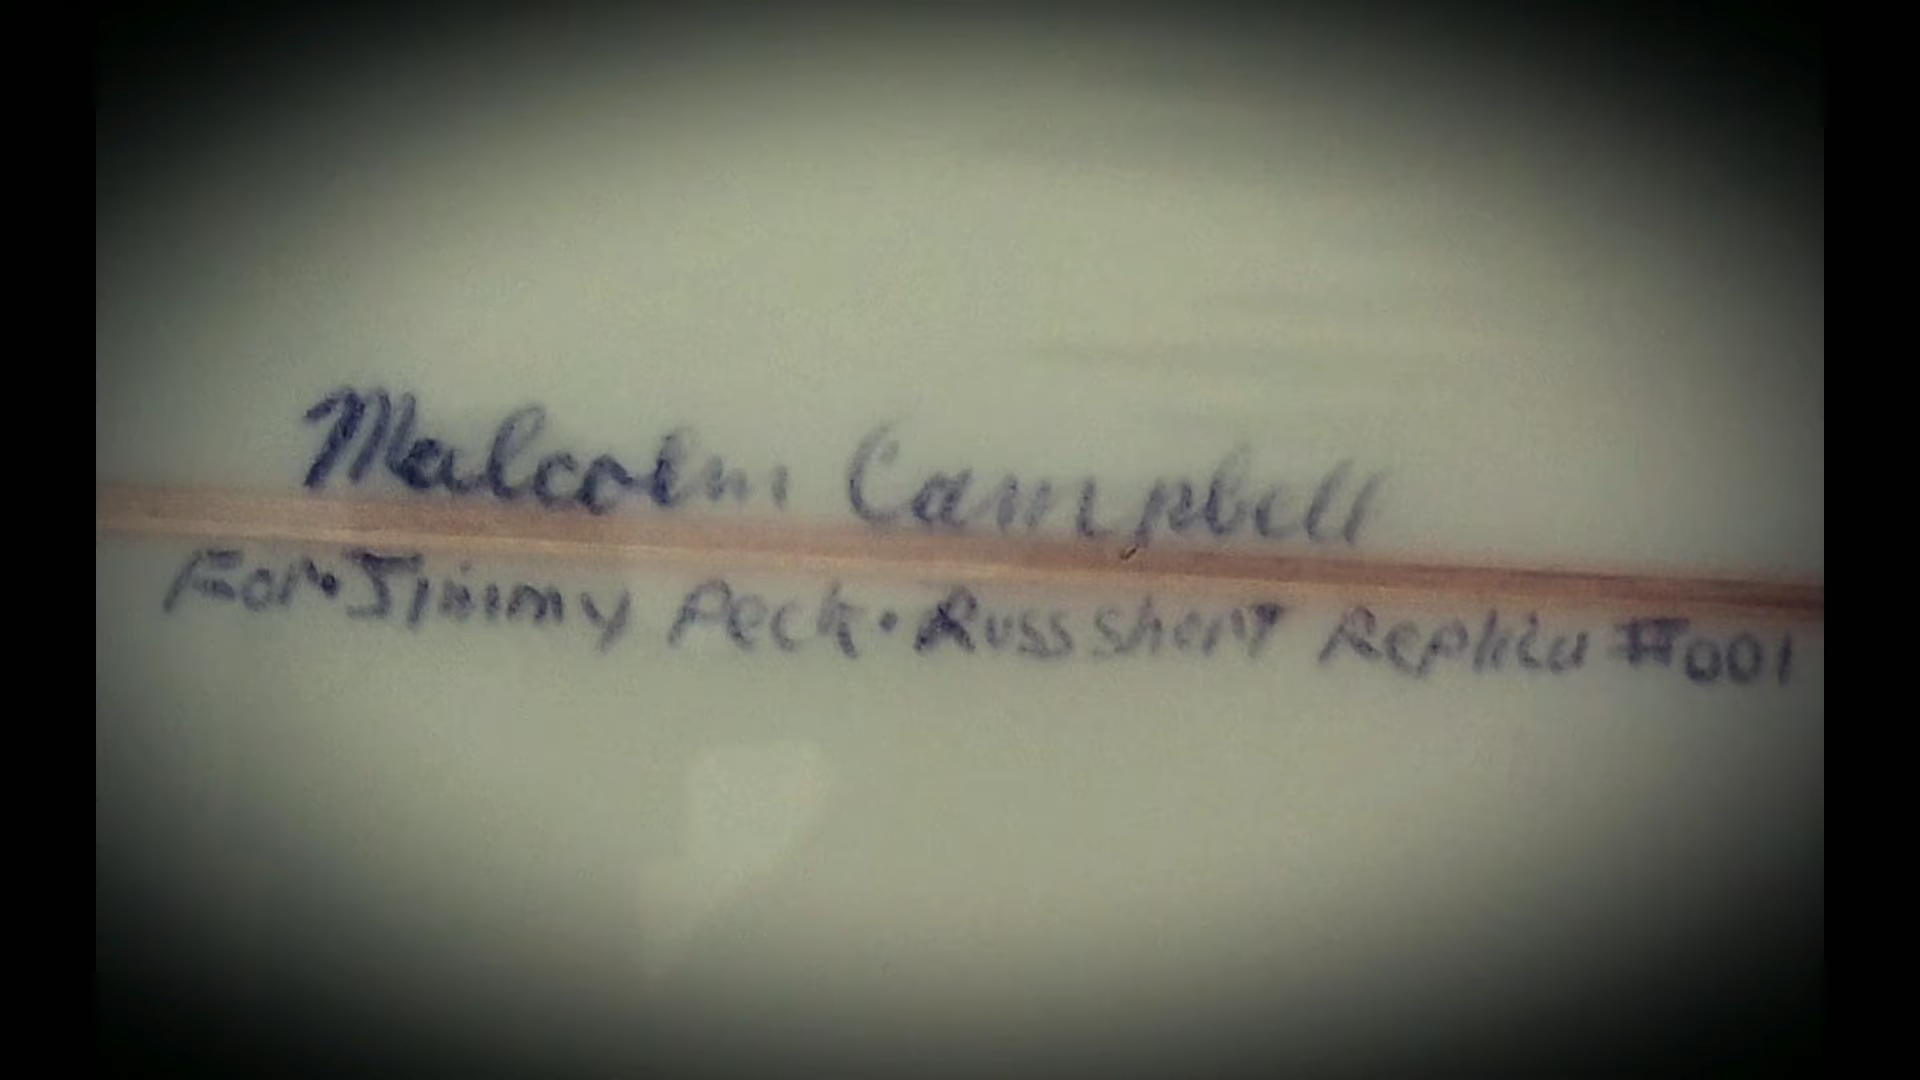 Malcolm Campbell
For • Jimmy Peck • Russ Short Replica #001